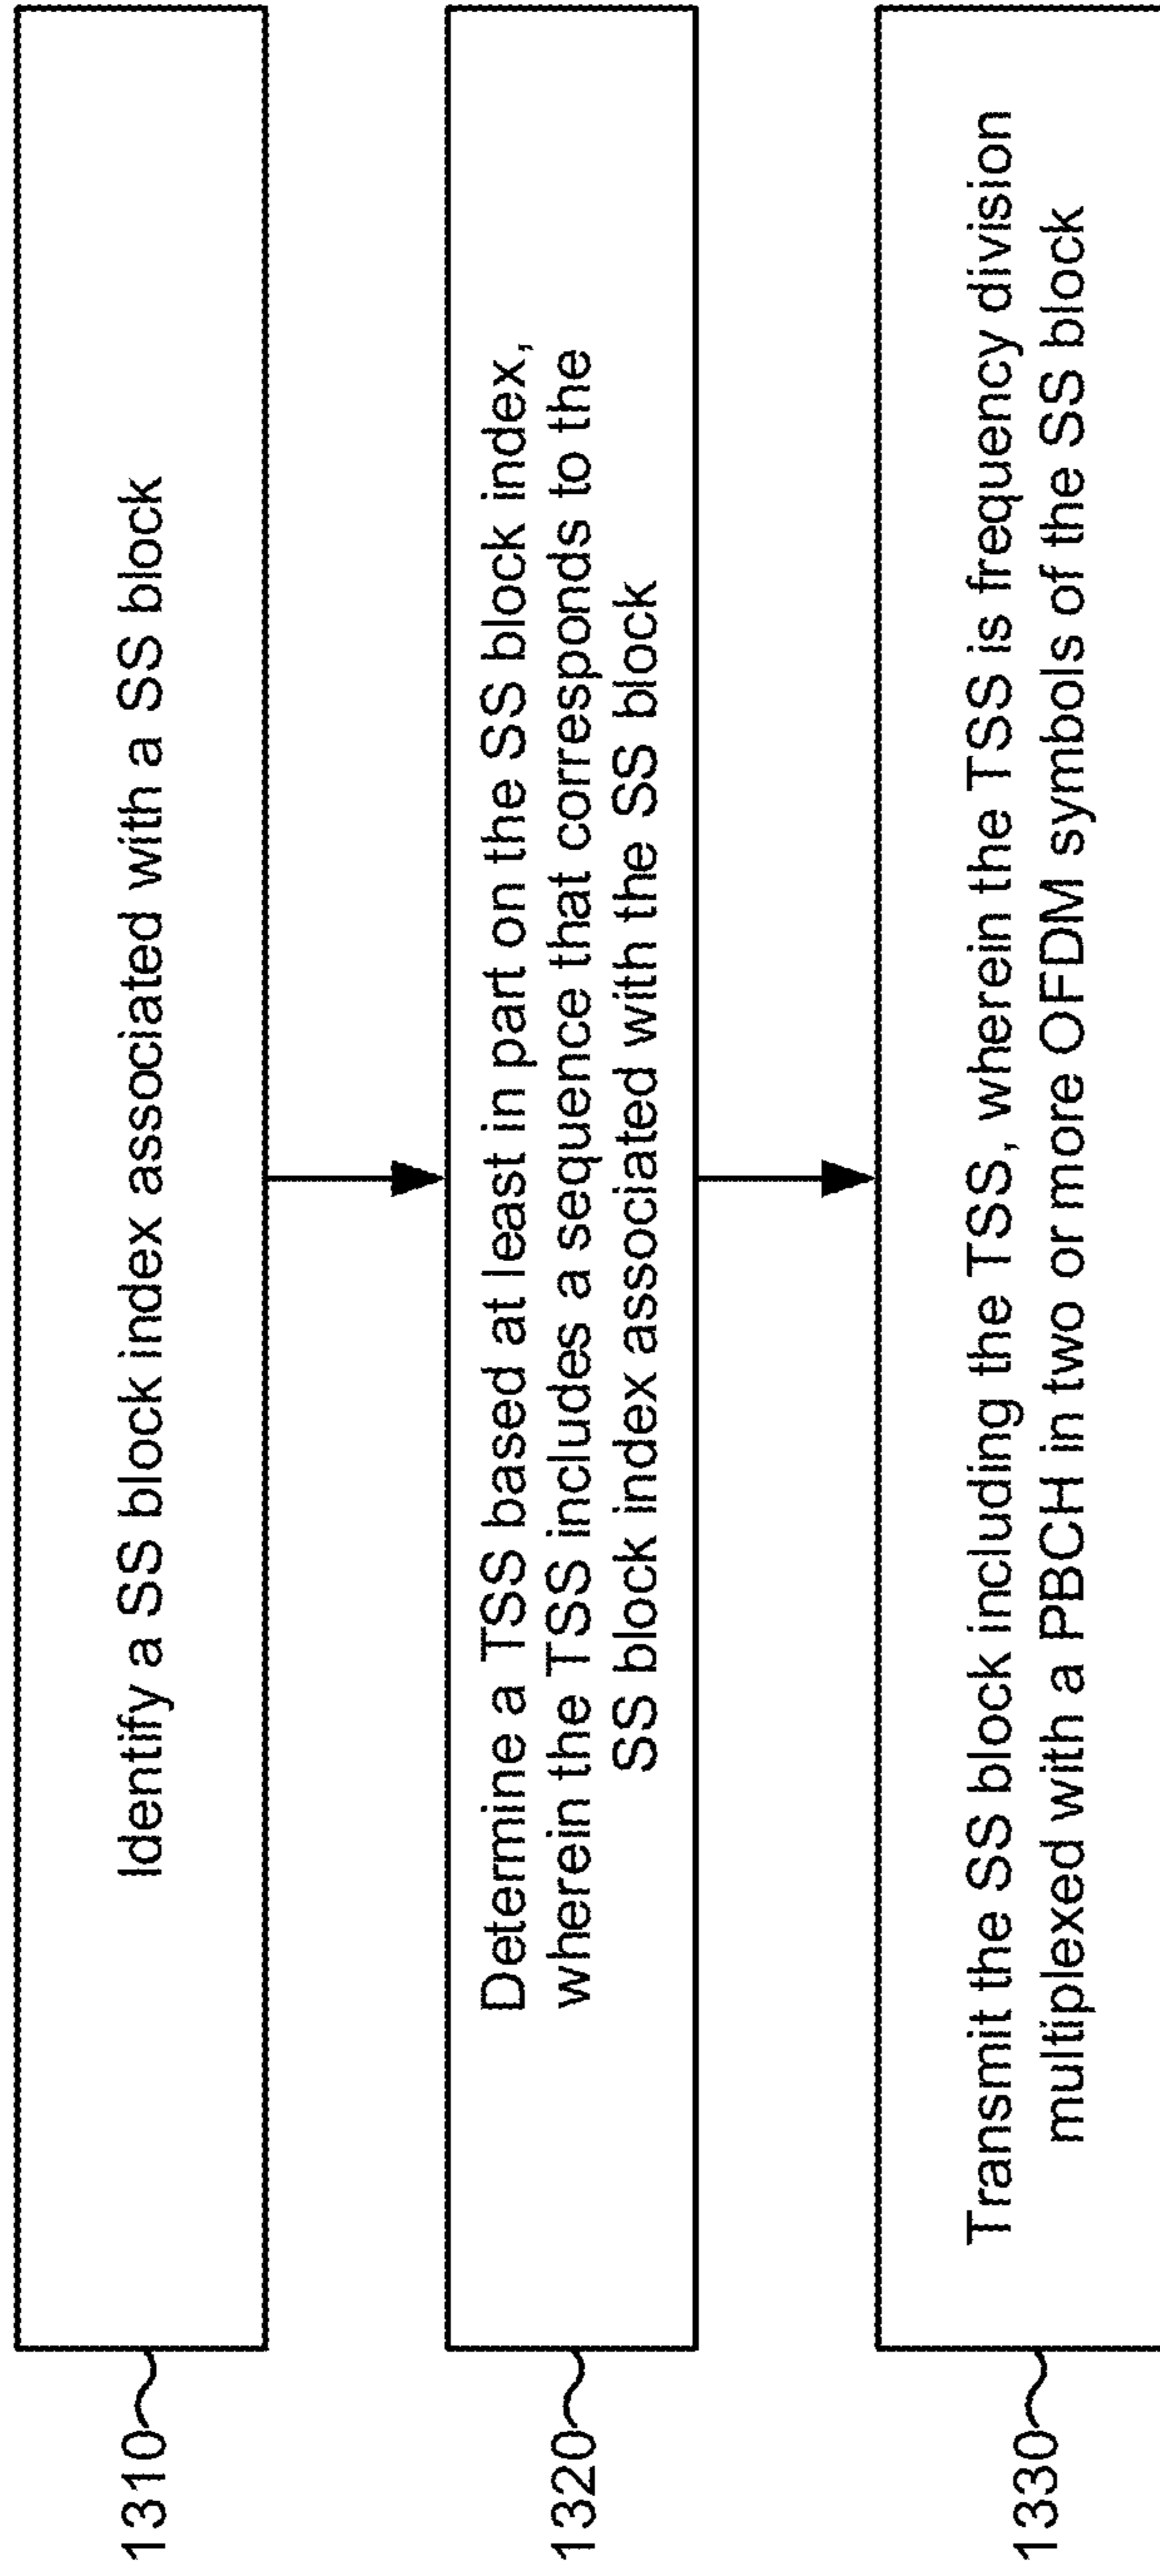 1310
Identify a SS block index associated with a SS block
1320
Determine a TSS based at least in part on the SS block index,
wherein the TSS includes a sequence that corresponds to the
SS block index associated with the SS block
1330
Transmit the SS block including the TSS, wherein the TSS is frequency division
multiplexed with a PBCH in two or more OFDM symbols of the SS block